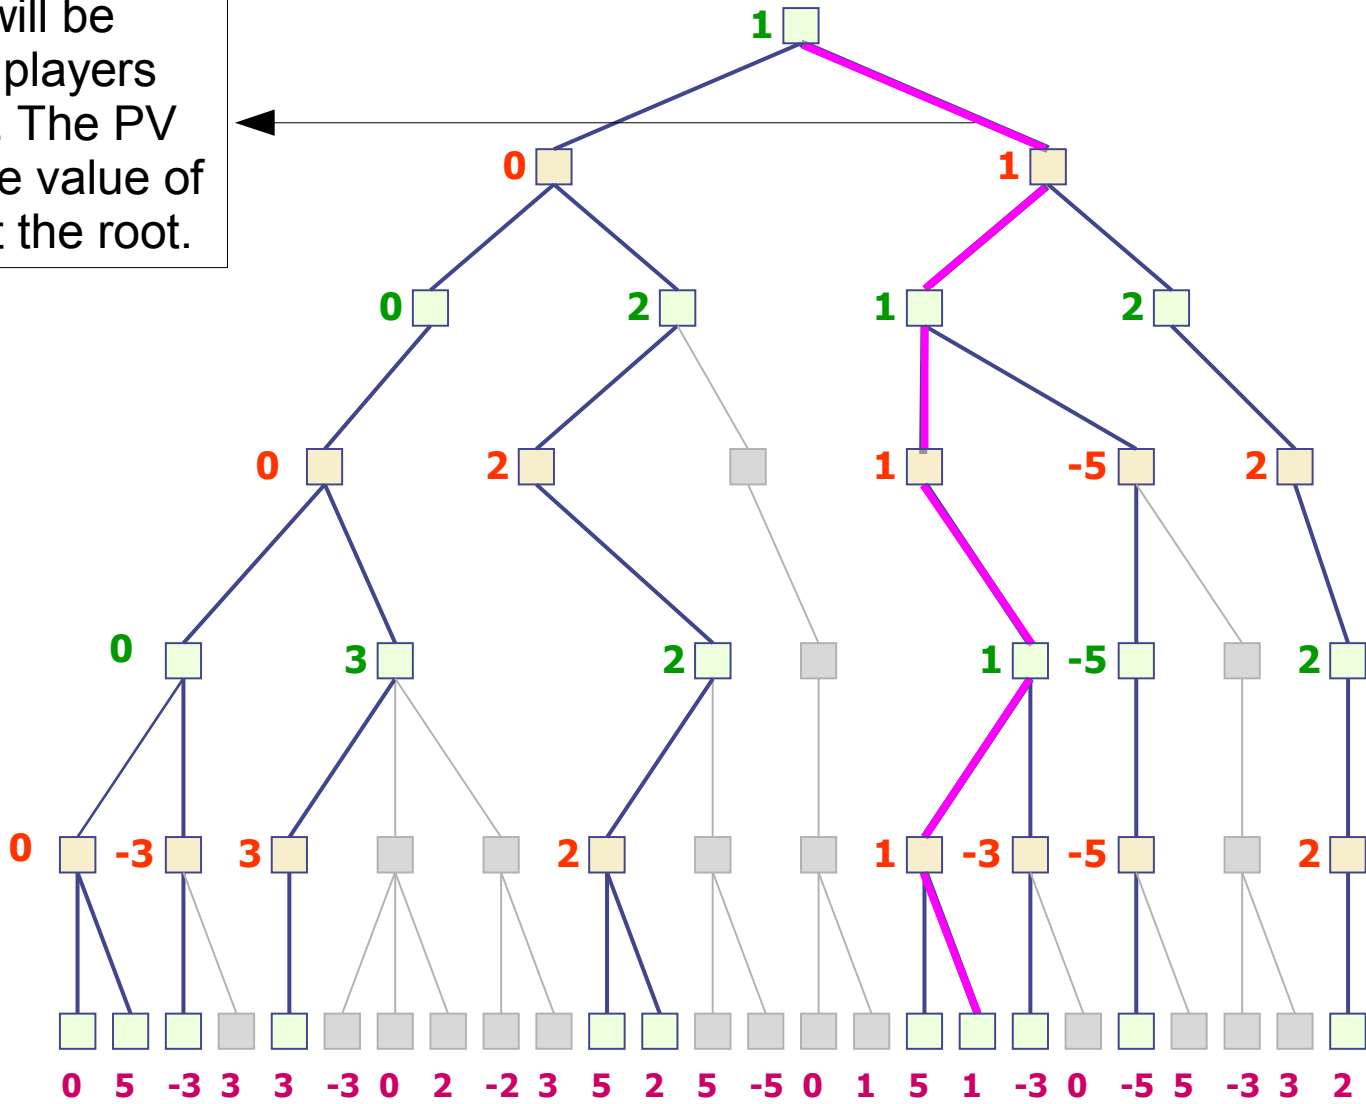 will be
players
. The PV
e value of
t the root.
1
0 1
0 2 1 2
0 2 1 -5 2
0 3 2 1 -5 2
0 -3 3 2 1 -3 -5 2
0 5 -3 3 3 -3 0 2 -2 3 5 2 5 -5 0 1 5 1 -3 0 -5 5 -3 3 2